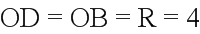 OD = OB = R = 4